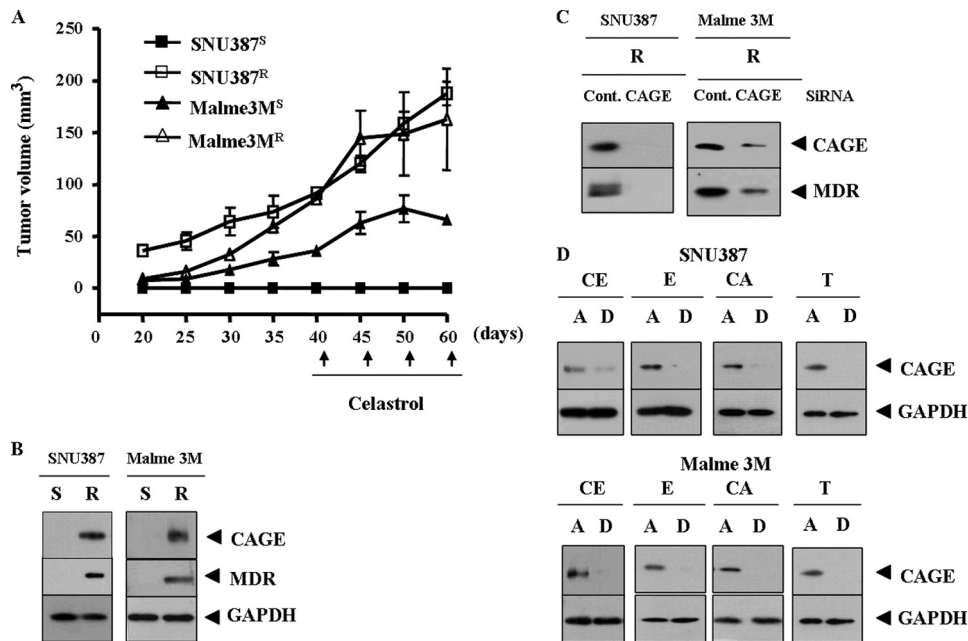 A
250
200
150
100
50
0
Tumor volume (mm³)
SNU387ˢ
SNU387ᴿ
Malme3Mˢ
Malme3Mᴿ
0 20 25 30 35 40 45 50 55 60 (days)
Celastrol
B
SNU387 Malme 3M
S R S R
CAGE
MDR
GAPDH
C
SNU387 Malme 3M
R R
Cont. CAGE Cont. CAGE SiRNA
CAGE
MDR
D
SNU387
CE E CA T
A D A D A D A D
CAGE
GAPDH
Malme 3M
CE E CA T
A D A D A D A D
CAGE
GAPDH